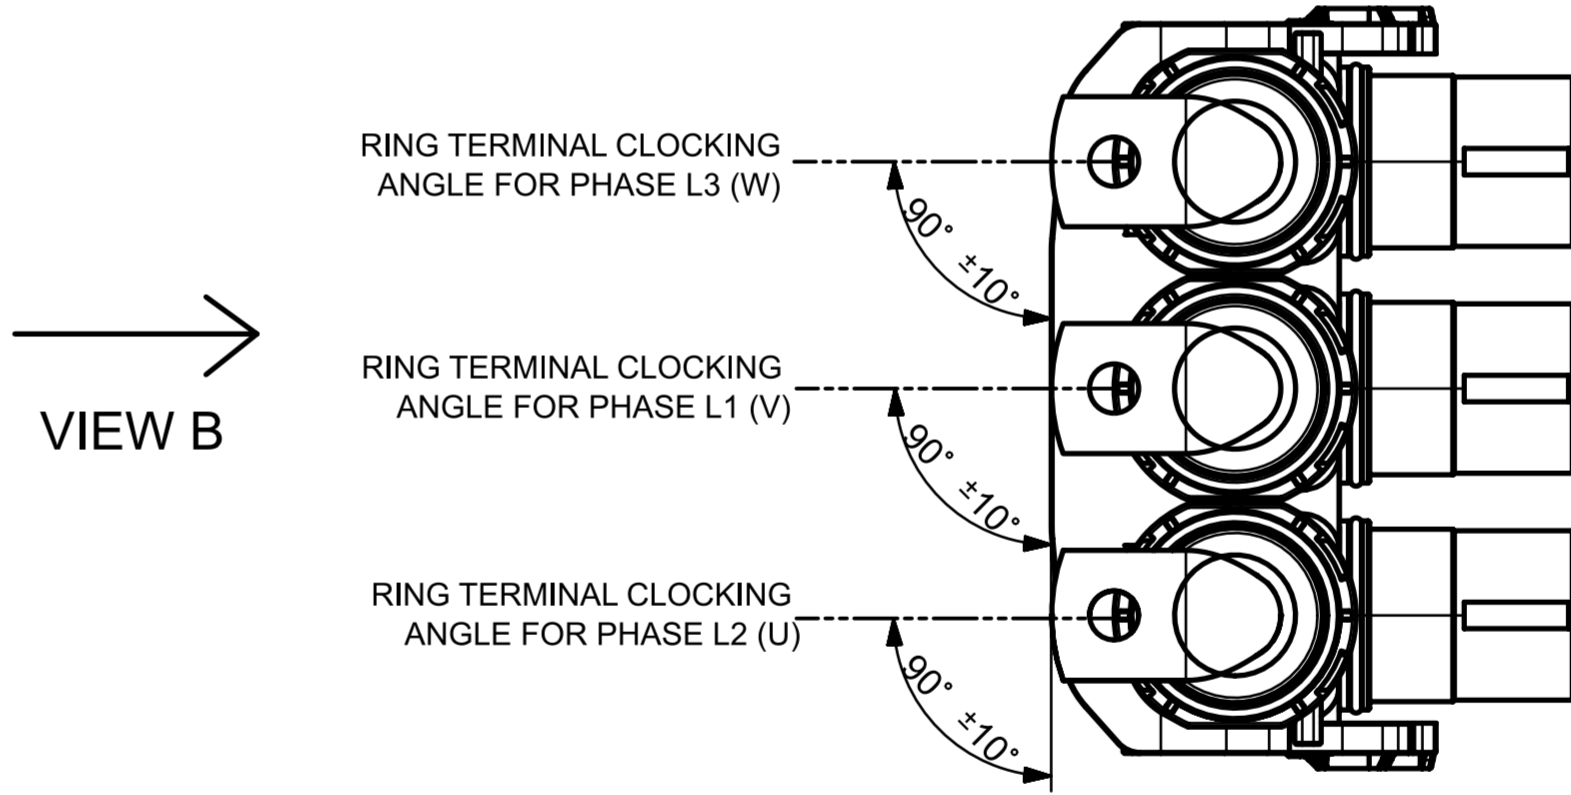 RING TERMINAL CLOCKING
ANGLE FOR PHASE L3 (W)
90° ±10°
VIEW B
RING TERMINAL CLOCKING
ANGLE FOR PHASE L1 (V)
90° ±10°
RING TERMINAL CLOCKING
ANGLE FOR PHASE L2 (U)
90° ±10°